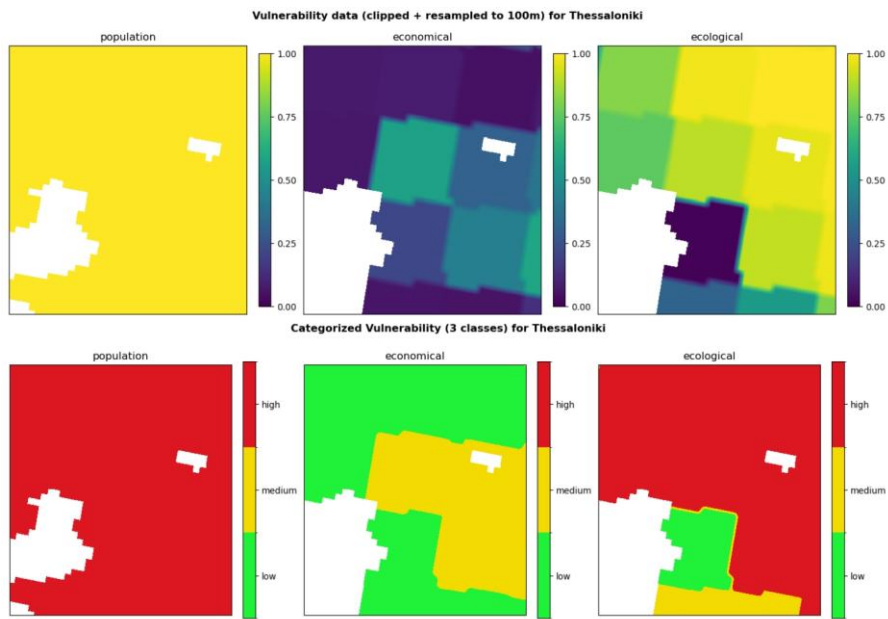 Vulnerability data (clipped + resampled to 100m) for Thessaloniki
population
economical
ecological
1.00
0.75
0.50
0.25
0.00
1.00
0.75
0.50
0.25
0.00
1.00
0.75
0.50
0.25
0.00
Categorized Vulnerability (3 classes) for Thessaloniki
population
economical
ecological
high
medium
low
high
medium
low
high
medium
low